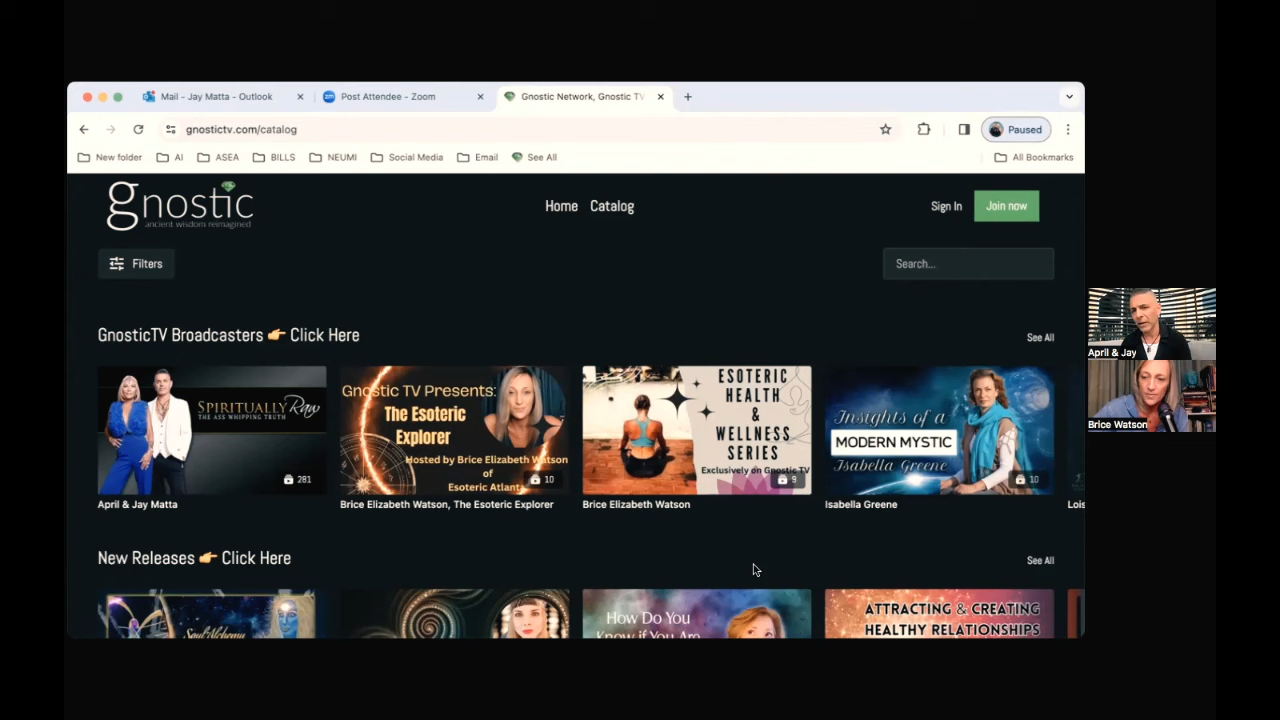 Mail - Jay Matta - Outlook
Post Attendee - Zoom
Gnostic Network, Gnostic TV
gnostictv.com/catalog
Paused
New folder
AI
ASEA
BILLS
NEUMI
Social Media
Email
See All
All Bookmarks
gnostic
ancient wisdom reimagined
Home
Catalog
Sign In
Join now
Filters
Search...
GnosticTV Broadcasters 👉 Click Here
See All
SPIRITUALLY Raw
THE ASS WHIPPING TRUTH
281
April & Jay Matta
Gnostic TV Presents:
The Esoteric
Explorer
Hosted by Brice Elizabeth Watson
of
Esoteric Atlanta
10
Brice Elizabeth Watson, The Esoteric Explorer
ESOTERIC
HEALTH
&
WELLNESS
SERIES
Exclusively on Gnostic TV
9
Brice Elizabeth Watson
Insights of a
MODERN MYSTIC
Isabella Greene
10
Isabella Greene
Lois
April & Jay
Brice Watson
New Releases 👉 Click Here
See All
Soul Alchemy
How Do You
Know if You Are
ATTRACTING & CREATING
HEALTHY RELATIONSHIPS